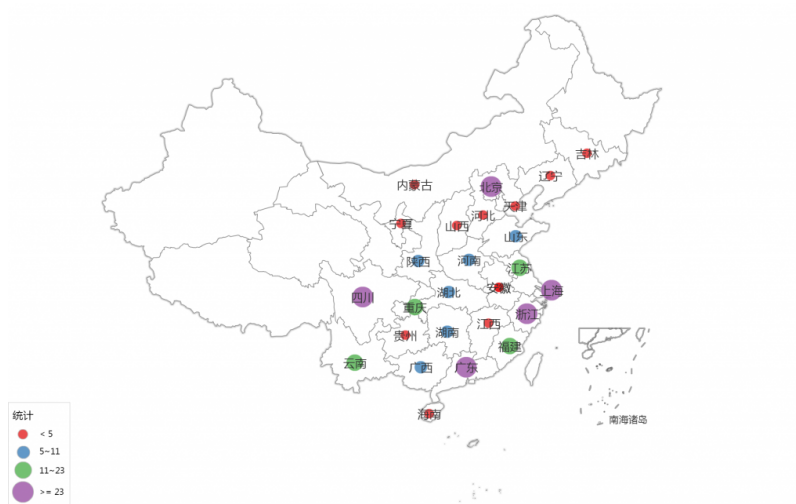 吉林
辽宁
内蒙古
北京
天津
河北
宁夏
山西
山东
陕西
河南
江苏
安徽
上海
四川
湖北
重庆
浙江
江西
贵州
湖南
福建
云南
广西
广东
海南
南海诸岛
统计
< 5
5~11
11~23
>= 23